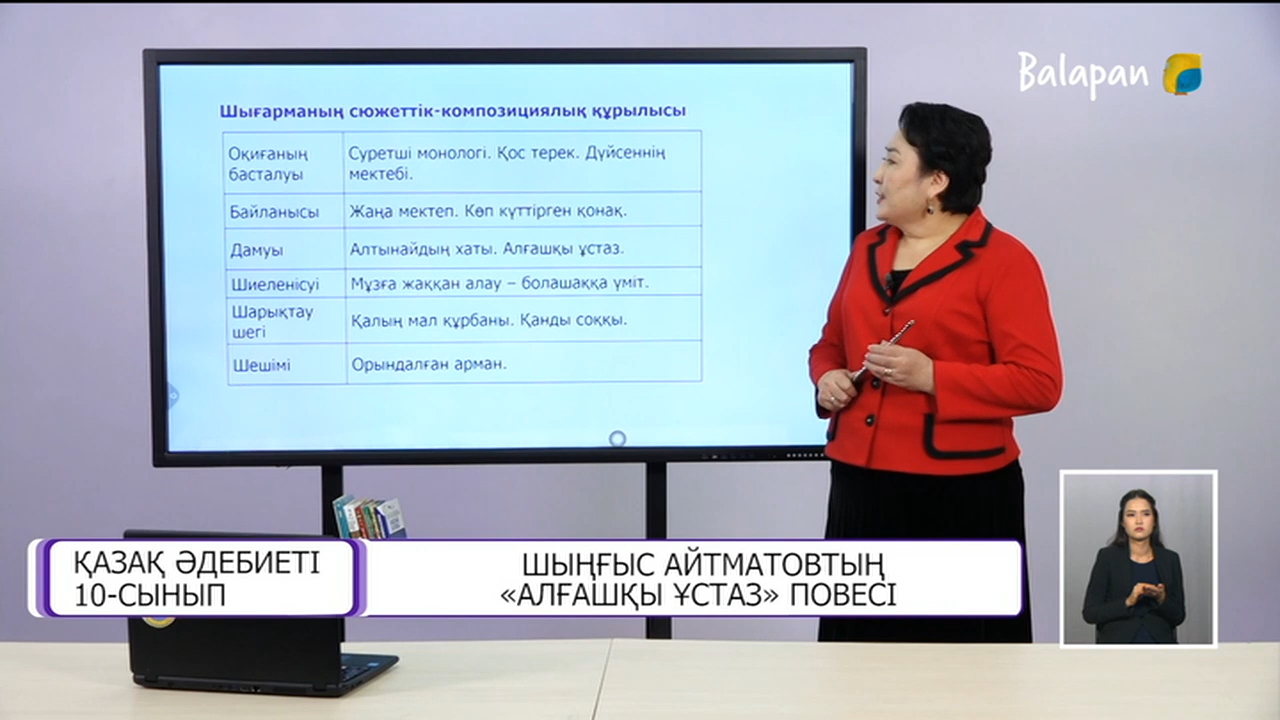 Balapan
Шығарманың сюжеттік-композициялық құрылысы
Оқиғаның
басталуы
Суретші монологі. Қос терек. Дүйсеннің
мектебі.
Байланысы
Жаңа мектеп. Көп күттірген қонақ.
Дамуы
Алтынайдың хаты. Алғашқы ұстаз.
Шиеленісуі
Мұзға жаққан алау – болашаққа үміт.
Шарықтау
шегі
Қалың мал құрбаны. Қанды соққы.
Шешімі
Орындалған арман.
ҚАЗАҚ ӘДЕБИЕТІ
10-СЫНЫП
ШЫҢҒЫС АЙТМАТОВТЫҢ
«АЛҒАШҚЫ ҰСТАЗ» ПОВЕСІ